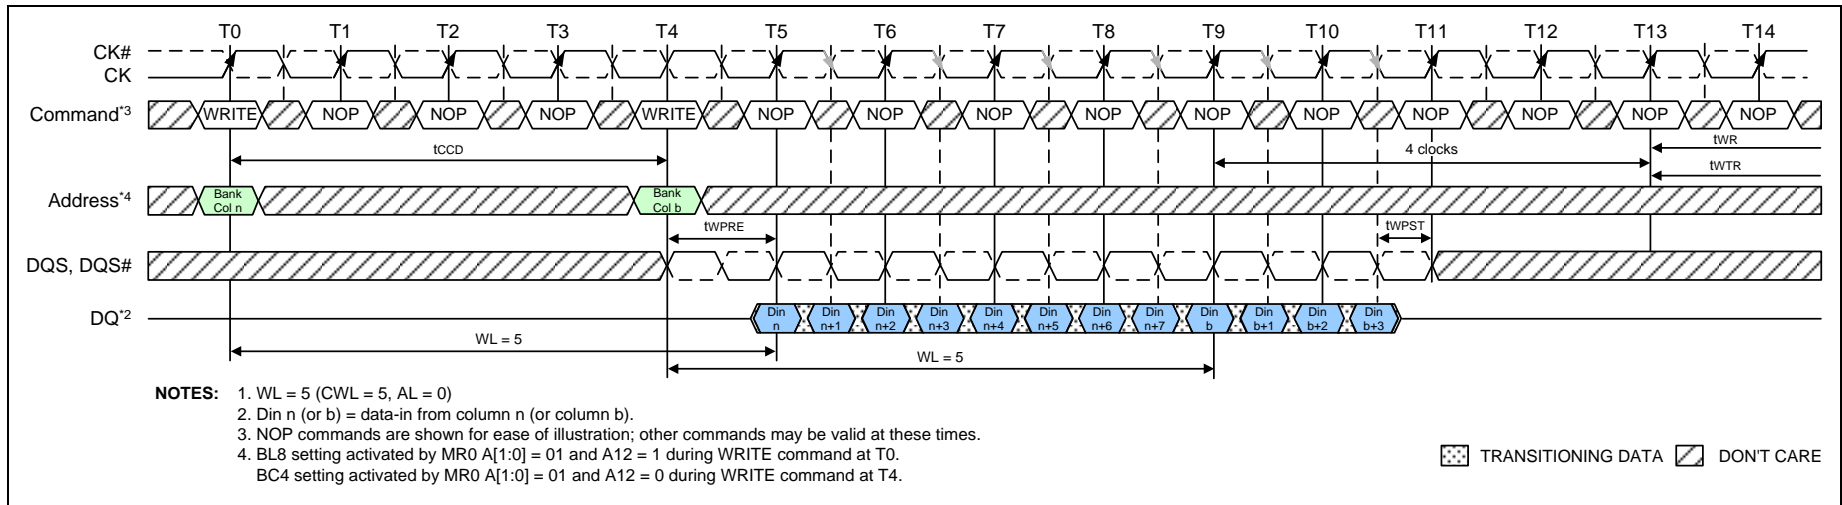 T0 T1 T2 T3 T4 T5 T6 T7 T8 T9 T10 T11 T12 T13 T14
CK#
CK
Command*3 WRITE NOP NOP NOP WRITE NOP NOP NOP NOP NOP NOP NOP NOP NOP NOP
tCCD 4 clocks tWR
tWTR
Address*4 Bank Col n Bank Col b
tWPRE tWPST
DQS, DQS#
DQ*2 Din n Din n+1 Din n+2 Din n+3 Din n+4 Din n+5 Din n+6 Din n+7 Din b Din b+1 Din b+2 Din b+3
WL = 5
WL = 5
NOTES: 1. WL = 5 (CWL = 5, AL = 0)
2. Din n (or b) = data-in from column n (or column b).
3. NOP commands are shown for ease of illustration; other commands may be valid at these times.
4. BL8 setting activated by MR0 A[1:0] = 01 and A12 = 1 during WRITE command at T0.
BC4 setting activated by MR0 A[1:0] = 01 and A12 = 0 during WRITE command at T4.
TRANSITIONING DATA DON'T CARE